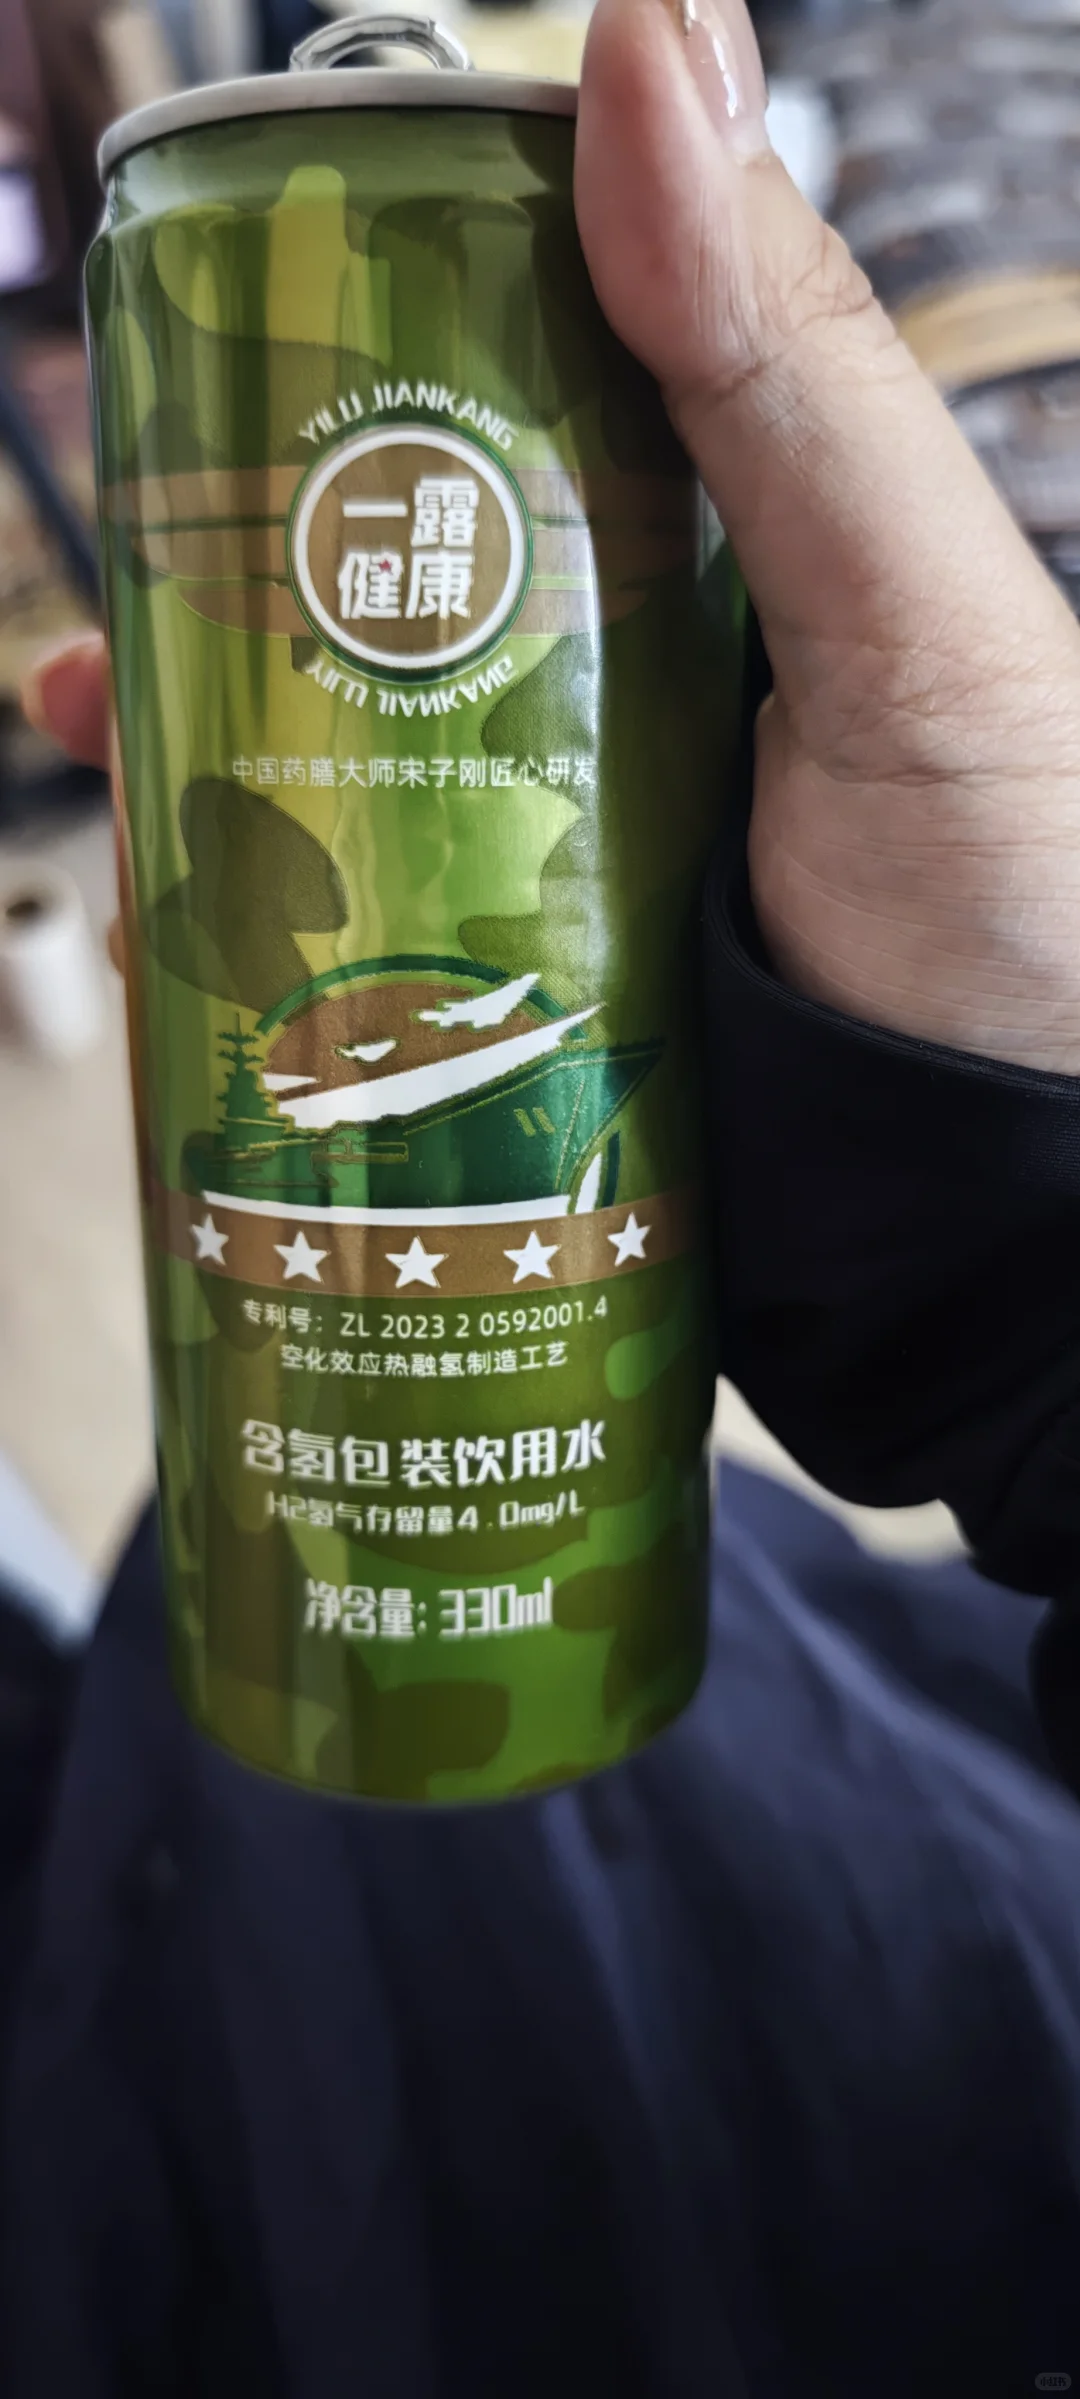 YILU JIANKANG
一露
健康
YILU JIANKANG
中国药膳大师宋子刚匠心研发
专利号：ZL 2023 2 0592001.4
空化效应热融氢制造工艺
含氢包装饮用水
H2氢气存留量4.0mg/L
净含量：330ml
小红书